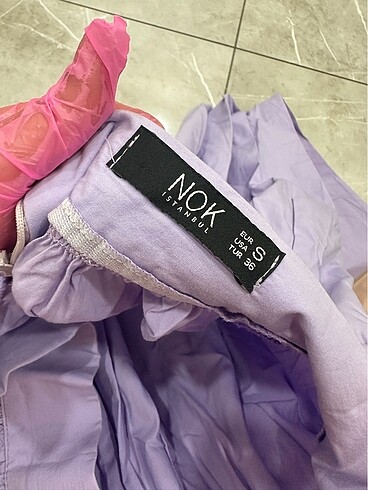 NOK
ISTANBUL
EUR S
USA
TUR 36